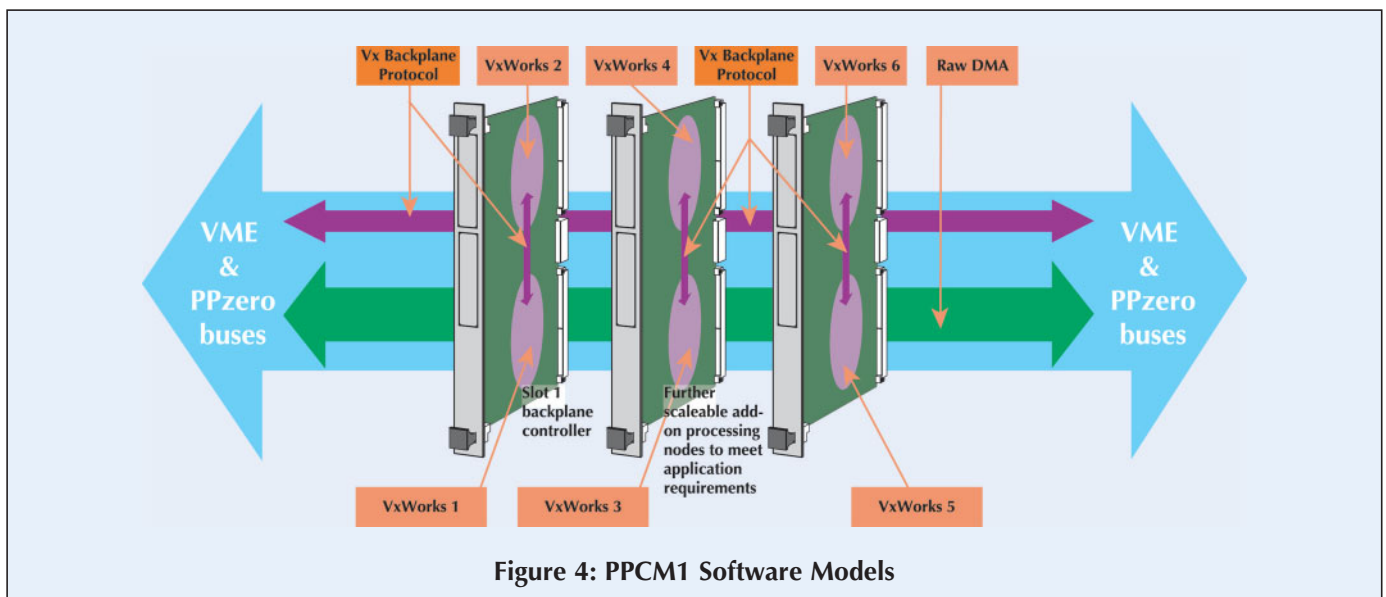 Vx Backplane
Protocol
VxWorks 2
VxWorks 4
Vx Backplane
Protocol
VxWorks 6
Raw DMA
VME
&
PPzero
buses
VME
&
PPzero
buses
Slot 1
backplane
controller
Further
scaleable add-
on processing
nodes to meet
application
requirements
VxWorks 1
VxWorks 3
VxWorks 5
Figure 4: PPCM1 Software Models